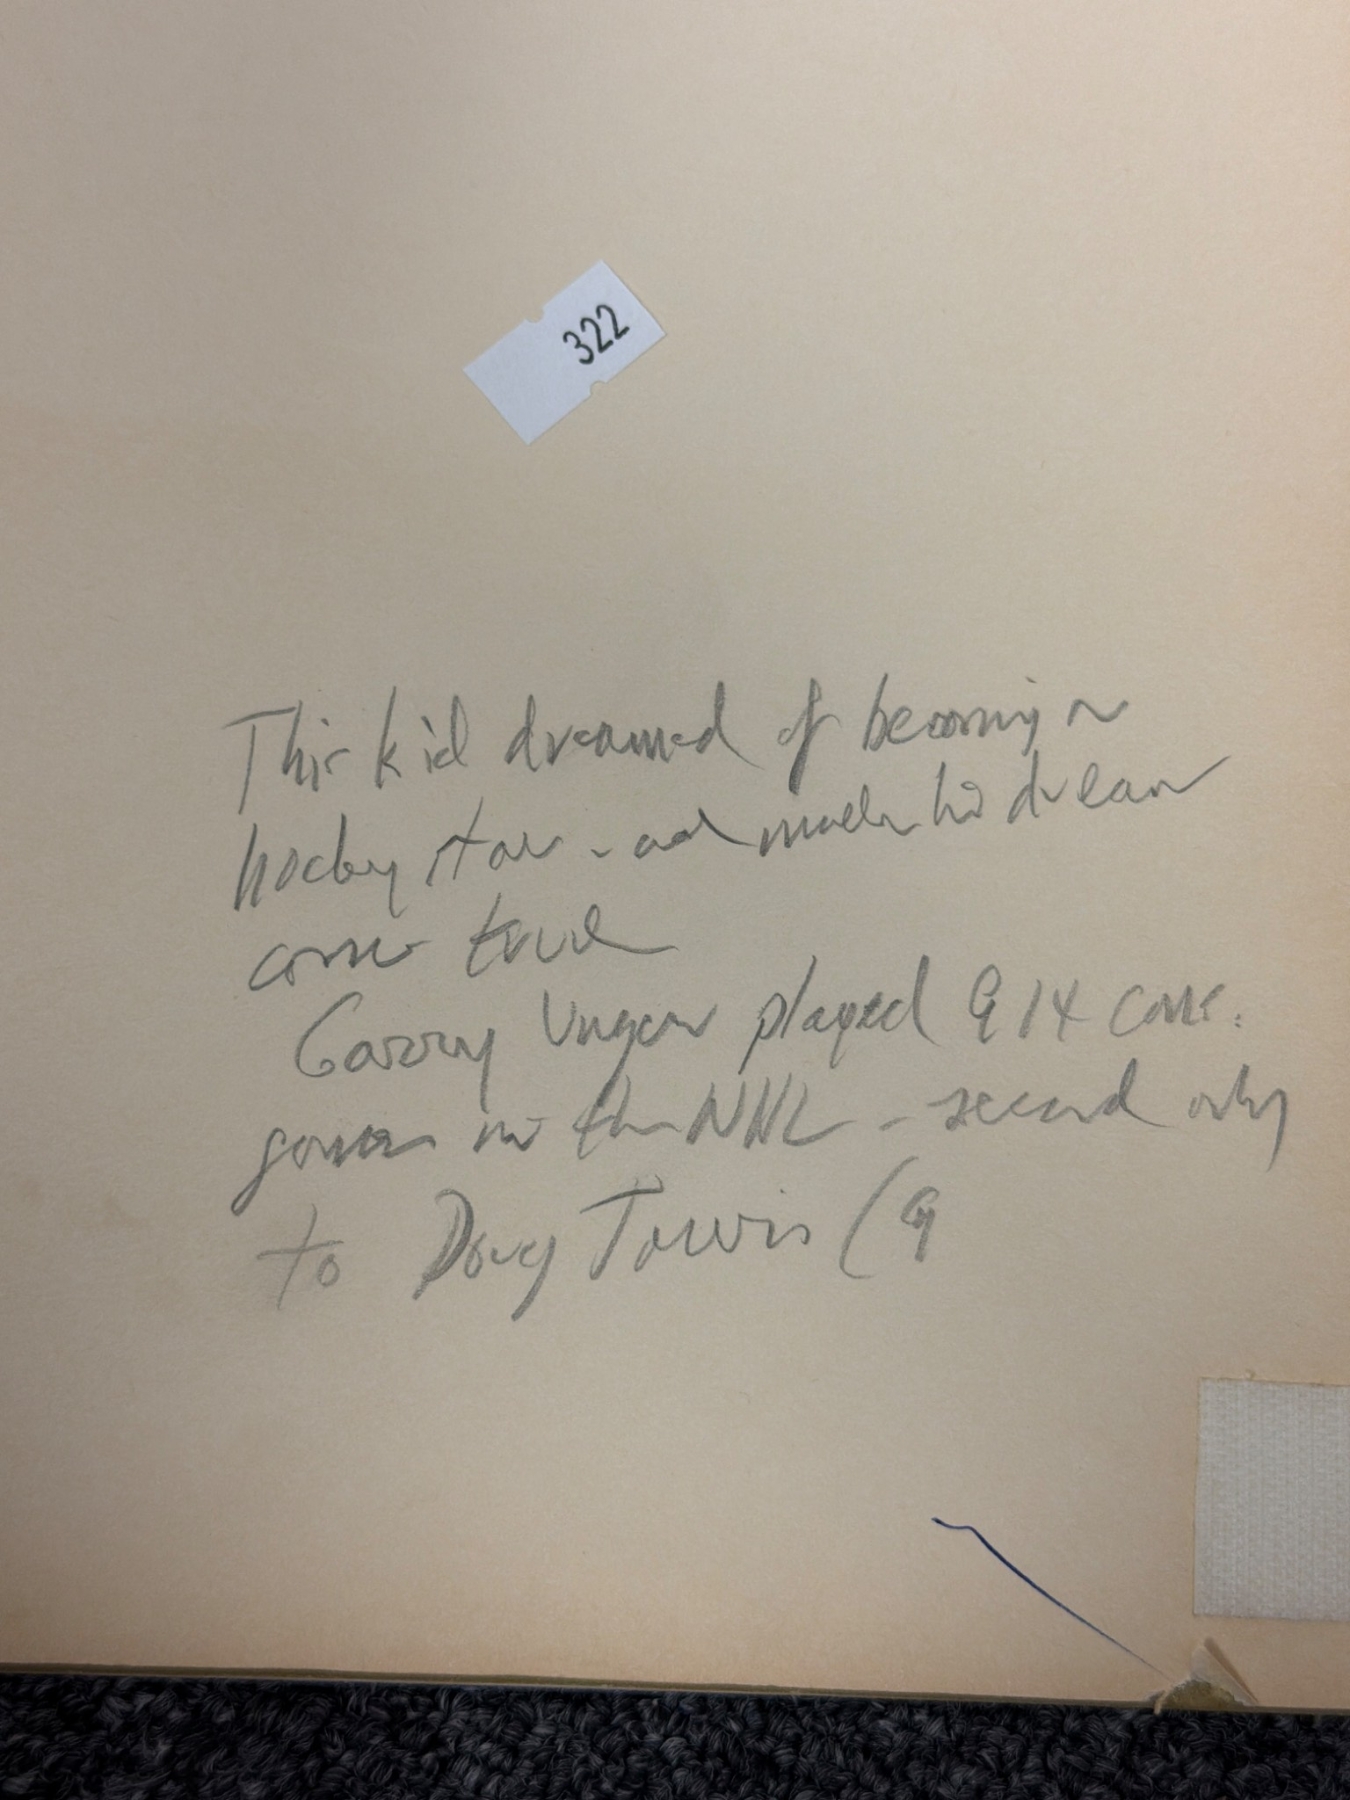 322
This kid dreamed of becoming a
hockey star - and made his dream
come true
Garry Unger played 914 cons.
games in the NHL - second only
to Doug Jarvis (9